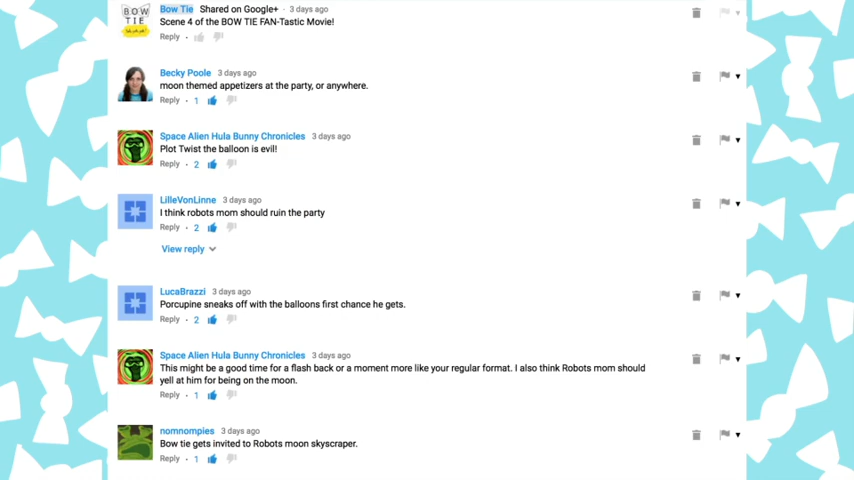 BOW
TIE
Bow Tie Shared on Google+ · 3 days ago
Scene 4 of the BOW TIE FAN-Tastic Movie!
Reply ·
Becky Poole 3 days ago
moon themed appetizers at the party, or anywhere.
Reply · 1
Space Alien Hula Bunny Chronicles 3 days ago
Plot Twist the balloon is evil!
Reply · 2
LilleVonLinne 3 days ago
I think robots mom should ruin the party
Reply · 2
View reply
LucaBrazzi 3 days ago
Porcupine sneaks off with the balloons first chance he gets.
Reply · 2
Space Alien Hula Bunny Chronicles 3 days ago
This might be a good time for a flash back or a moment more like your regular format. I also think Robots mom should
yell at him for being on the moon.
Reply · 1
nomnompies 3 days ago
Bow tie gets invited to Robots moon skyscraper.
Reply · 1